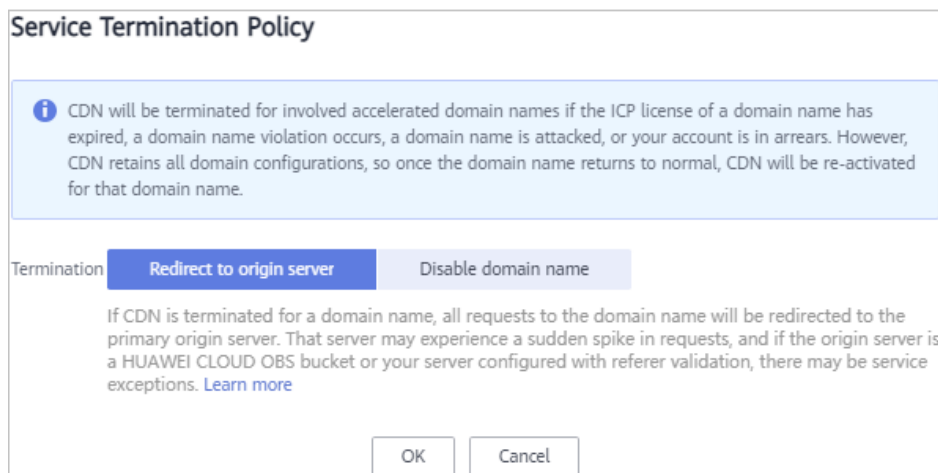 Service Termination Policy
CDN will be terminated for involved accelerated domain names if the ICP license of a domain name has
expired, a domain name violation occurs, a domain name is attacked, or your account is in arrears. However,
CDN retains all domain configurations, so once the domain name returns to normal, CDN will be re-activated
for that domain name.
Termination Redirect to origin server Disable domain name
If CDN is terminated for a domain name, all requests to the domain name will be redirected to the
primary origin server. That server may experience a sudden spike in requests, and if the origin server is
a HUAWEI CLOUD OBS bucket or your server configured with referer validation, there may be service
exceptions. Learn more
OK Cancel